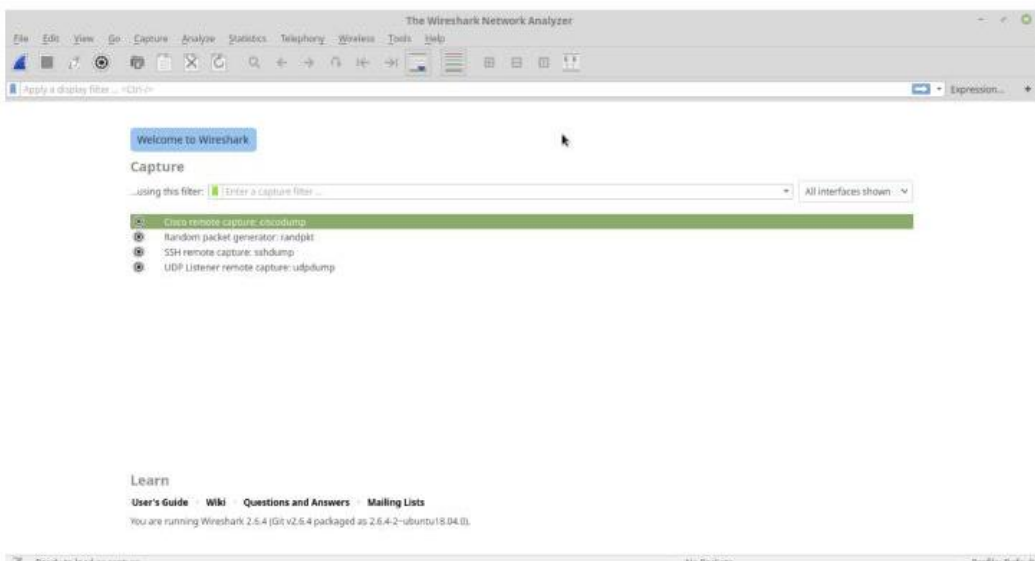 The Wireshark Network Analyzer
File Edit View Go Capture Analyze Statistics Telephony Wireless Tools Help
Apply a display filter ... <Ctrl-/>
Expression... +
Welcome to Wireshark
Capture
...using this filter: Enter a capture filter ...
All interfaces shown
Cisco remote capture: ciscodump
Random packet generator: randpkt
SSH remote capture: sshdump
UDP Listener remote capture: udpdump
Learn
User's Guide · Wiki · Questions and Answers · Mailing Lists
You are running Wireshark 2.6.4 (Git v2.6.4 packaged as 2.6.4-2~ubuntu18.04.0).